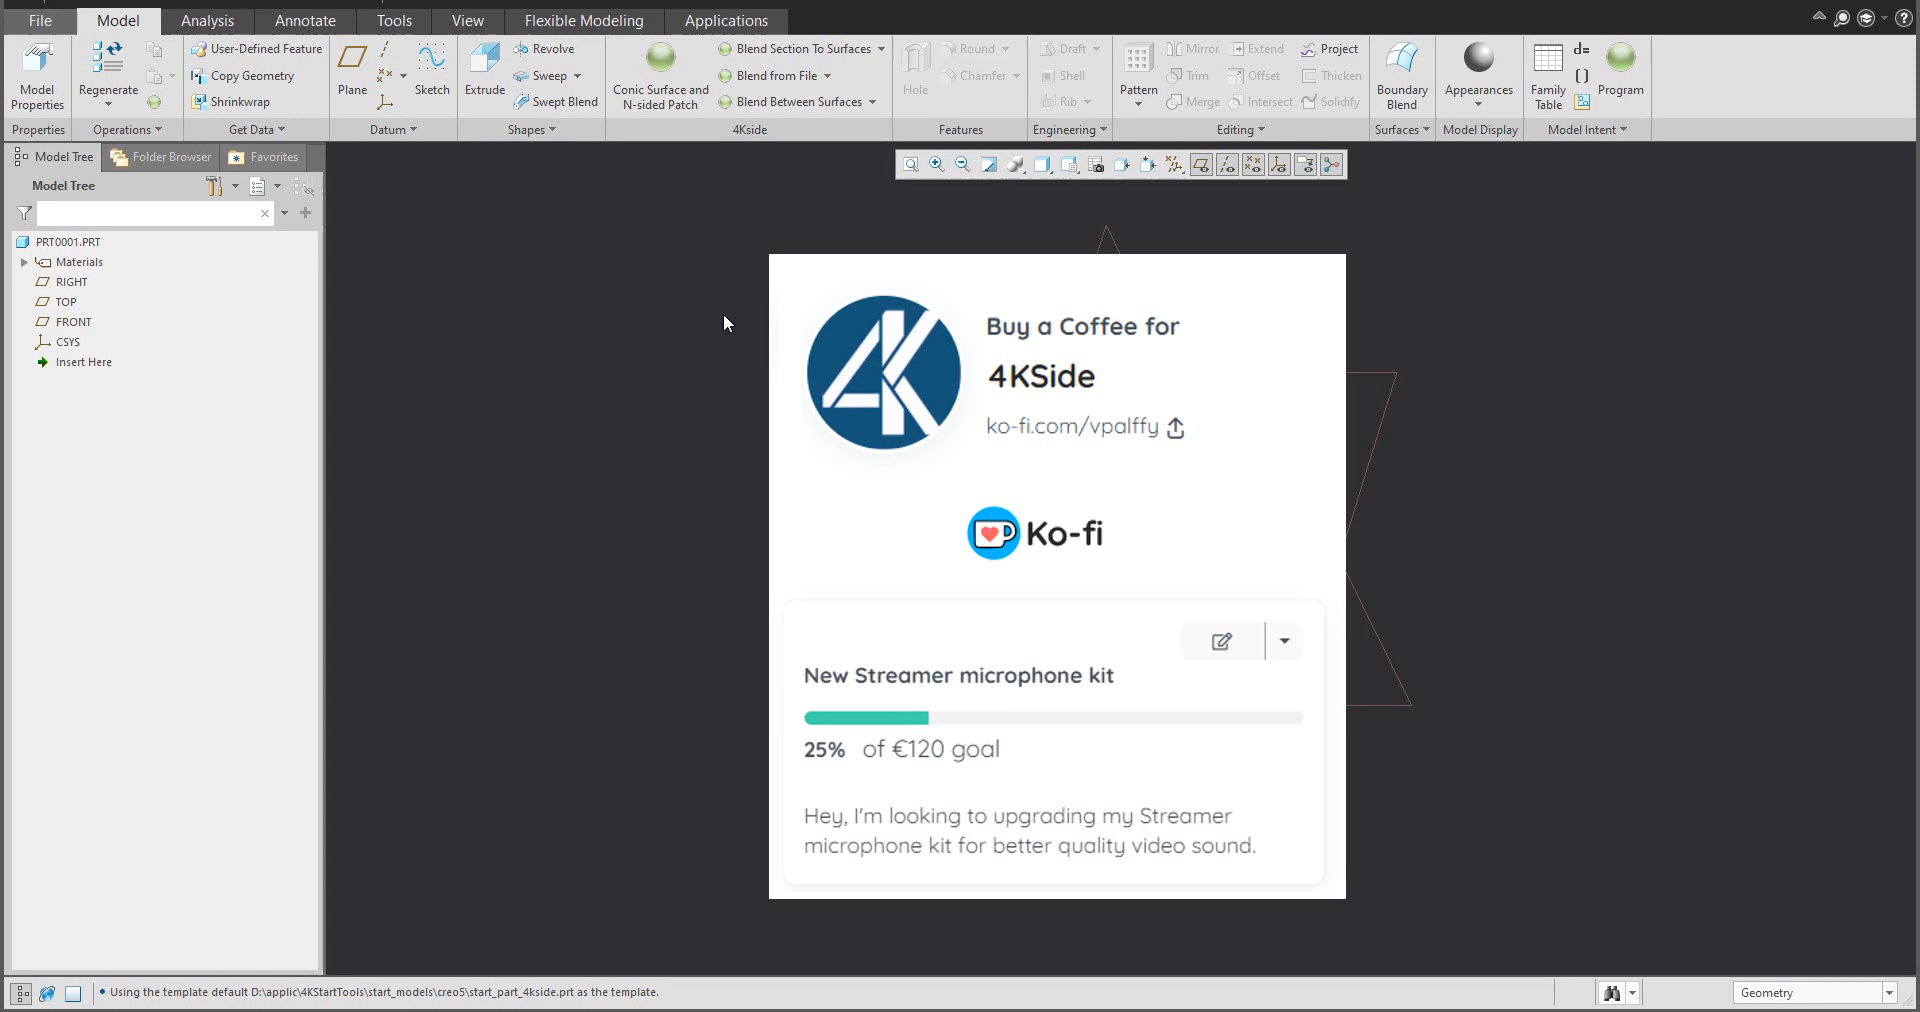 File Model Analysis Annotate Tools View Flexible Modeling Applications
Model Properties
Regenerate
User-Defined Feature
Copy Geometry
Shrinkwrap
Plane
Sketch
Extrude
Revolve
Sweep
Swept Blend
Conic Surface and N-sided Patch
Blend Section To Surfaces
Blend from File
Blend Between Surfaces
Hole
Round
Chamfer
Draft
Shell
Rib
Pattern
Mirror
Extend
Project
Trim
Offset
Thicken
Merge
Intersect
Solidify
Boundary Blend
Appearances
Family Table
d=
[ ]
Program
Properties Operations Get Data Datum Shapes 4Kside Features Engineering Editing Surfaces Model Display Model Intent
Model Tree Folder Browser Favorites
Model Tree
PRT0001.PRT
Materials
RIGHT
TOP
FRONT
CSYS
Insert Here
4K
Buy a Coffee for
4KSide
ko-fi.com/vpalffy
Ko-fi
New Streamer microphone kit
25% of €120 goal
Hey, I'm looking to upgrading my Streamer
microphone kit for better quality video sound.
Using the template default D:\applic\4KStartTools\start_models\creo5\start_part_4kside.prt as the template.
Geometry